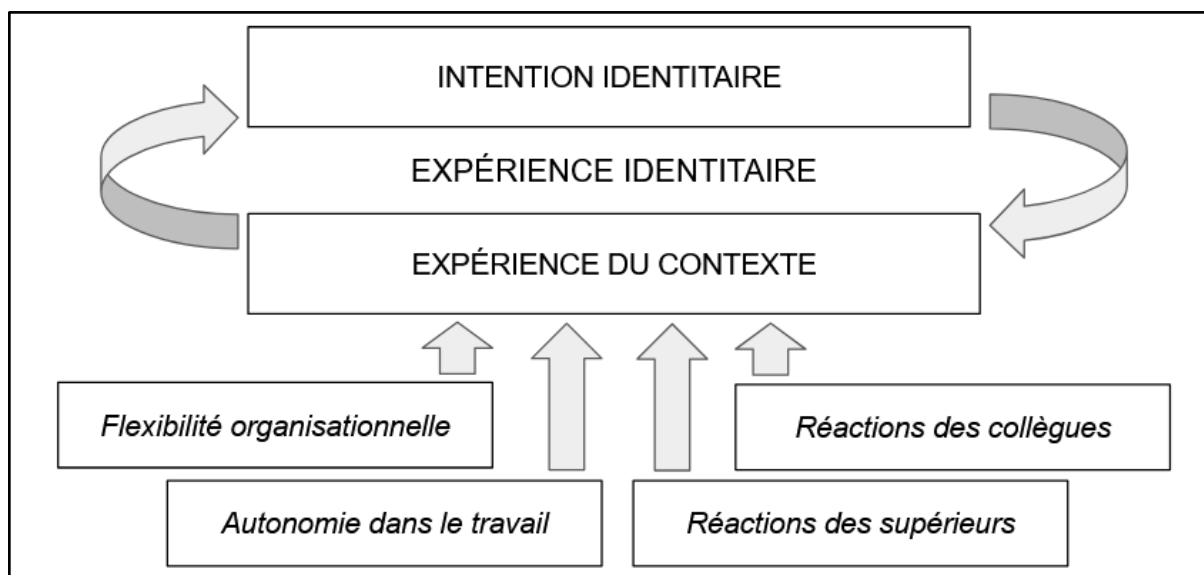 INTENTION IDENTITAIRE
EXPÉRIENCE IDENTITAIRE
EXPÉRIENCE DU CONTEXTE
Flexibilité organisationnelle
Réactions des collègues
Autonomie dans le travail
Réactions des supérieurs